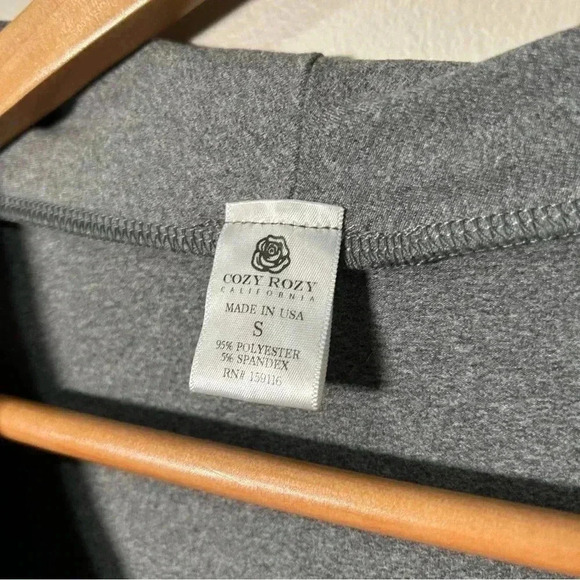 COZY ROZY
CALIFORNIA
MADE IN USA
S
95% POLYESTER
5% SPANDEX
RN# 159116